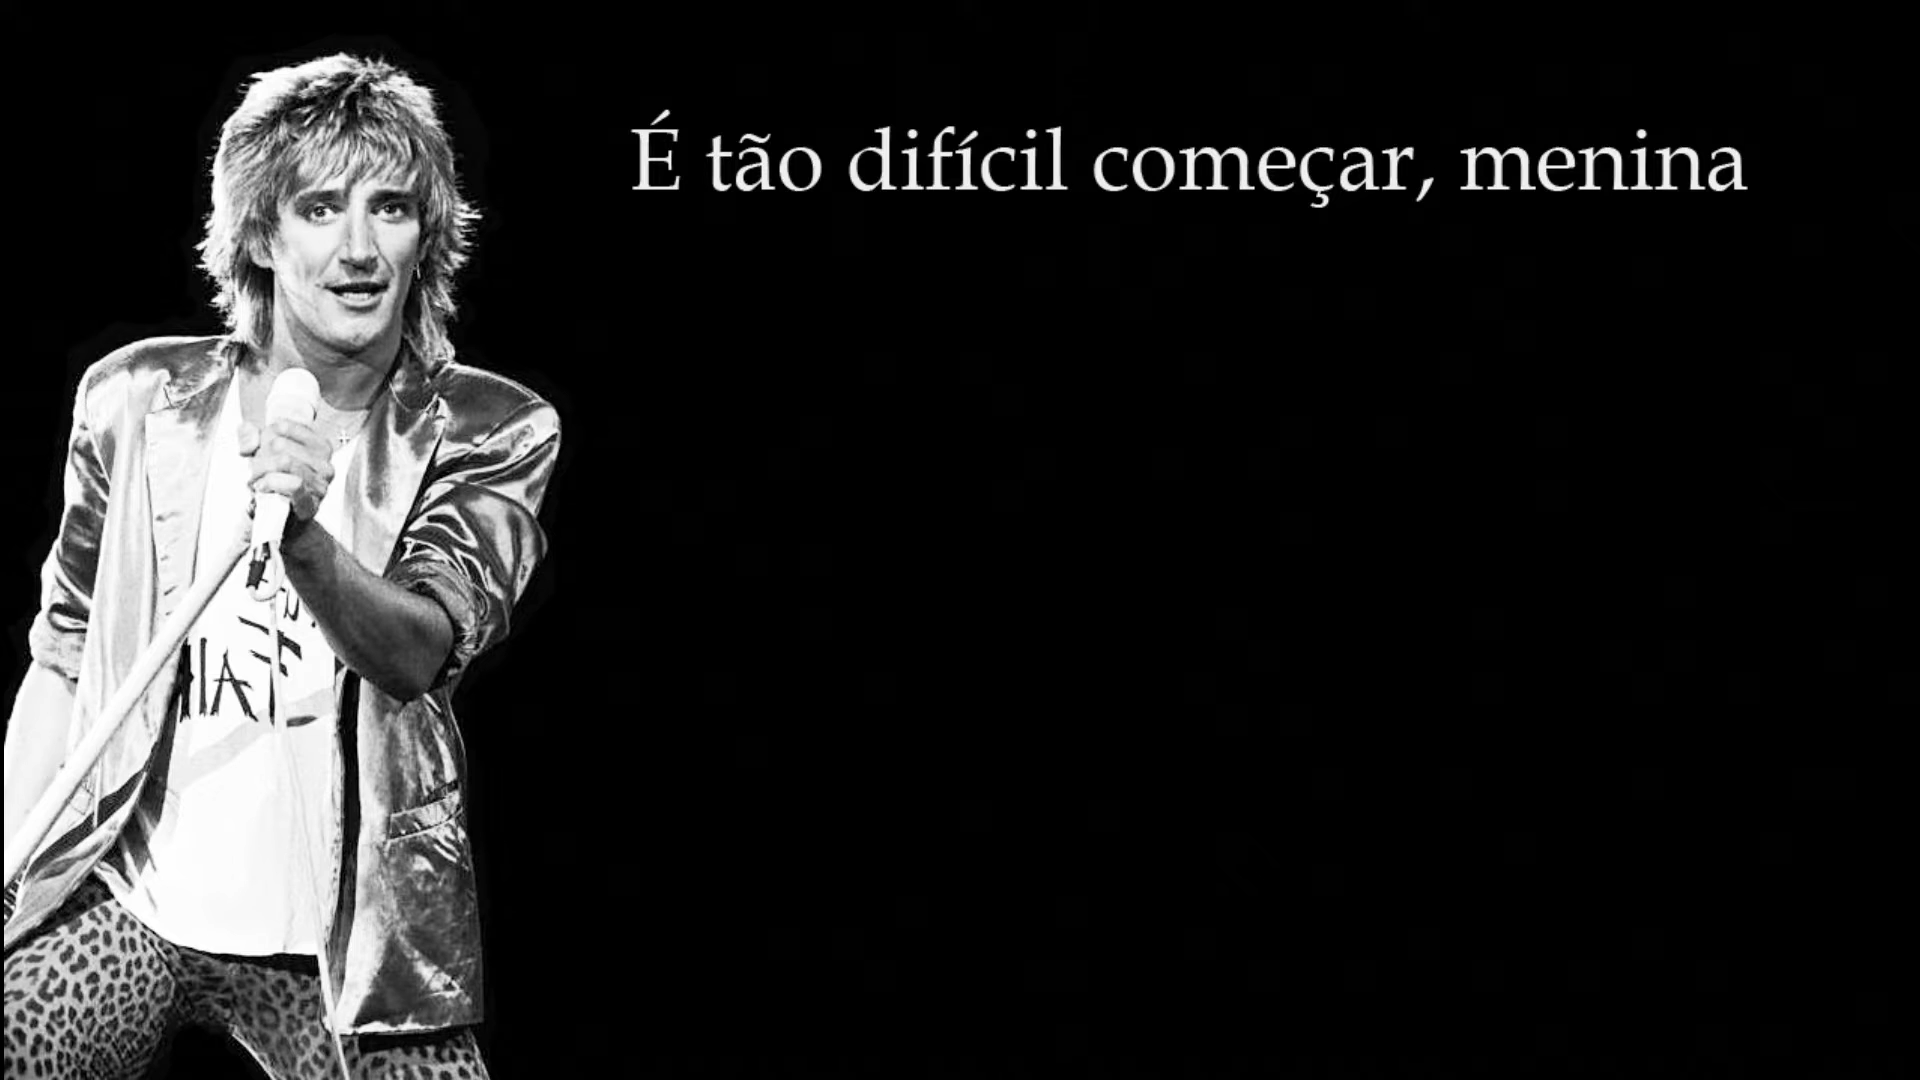 É tão difícil começar, menina